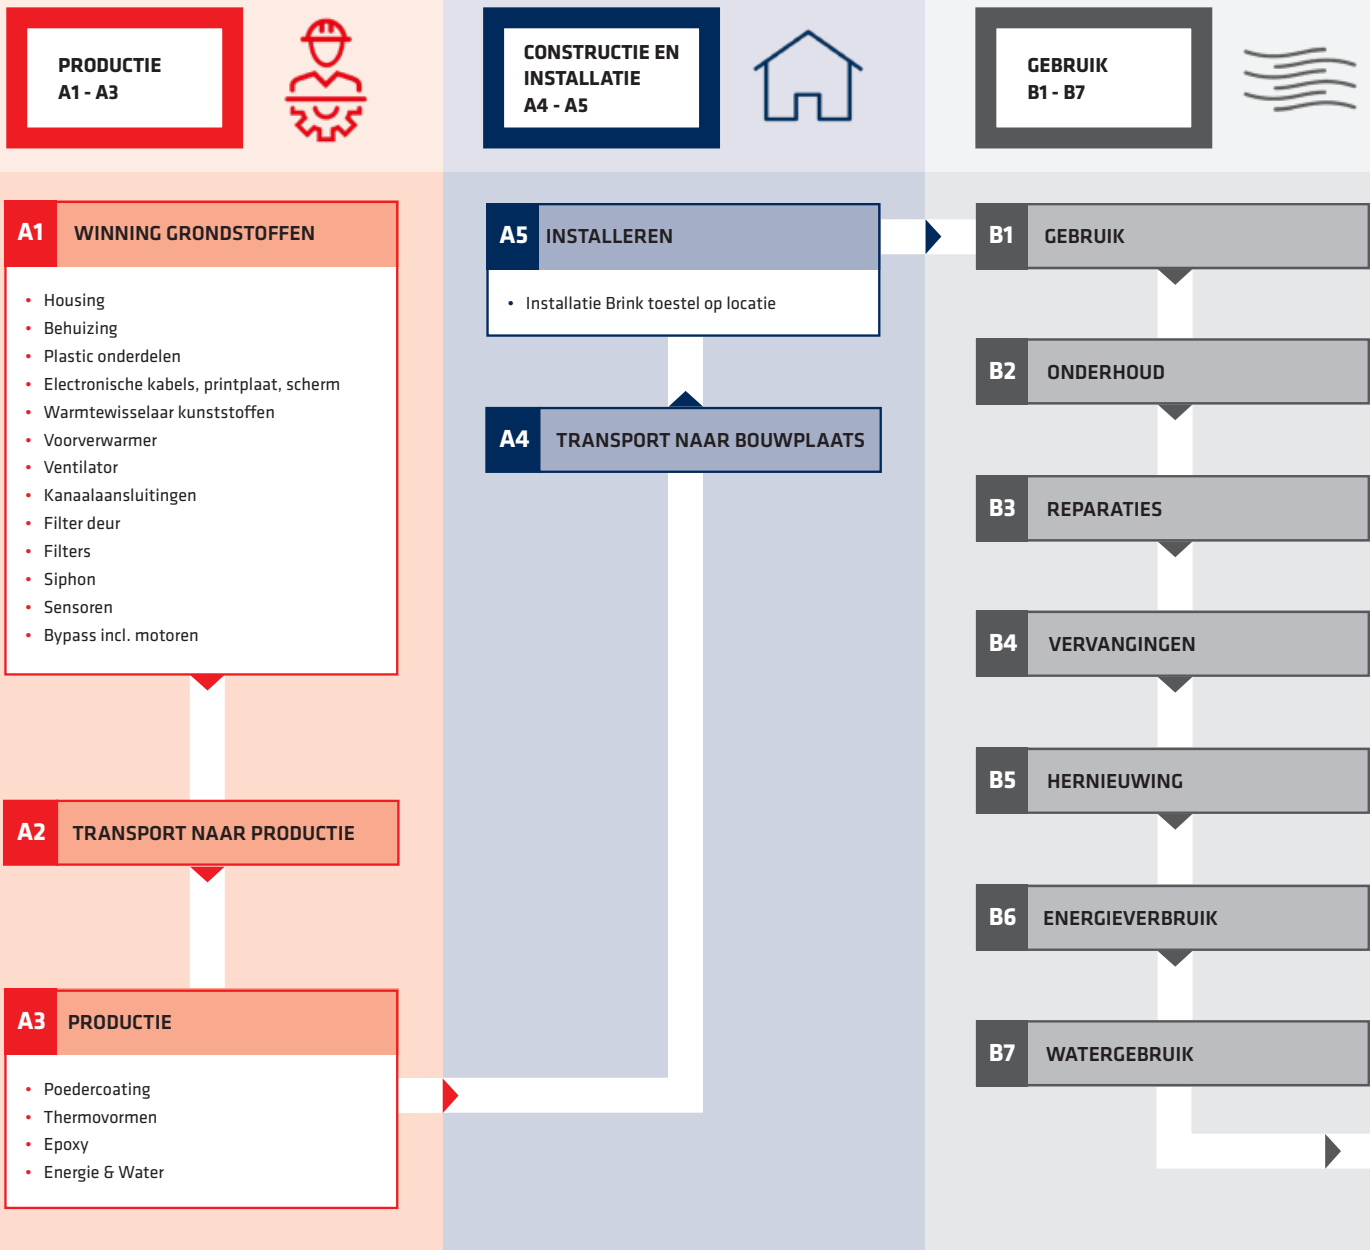 PRODUCTIE
A1 - A3
CONSTRUCTIE EN
INSTALLATIE
A4 - A5
GEBRUIK
B1 - B7
A1 WINNING GRONDSTOFFEN
• Housing
• Behuizing
• Plastic onderdelen
• Electronische kabels, printplaat, scherm
• Warmtewisselaar kunststoffen
• Voorverwarmer
• Ventilator
• Kanaalaansluitingen
• Filter deur
• Filters
• Siphon
• Sensoren
• Bypass incl. motoren
A2 TRANSPORT NAAR PRODUCTIE
A3 PRODUCTIE
• Poedercoating
• Thermovormen
• Epoxy
• Energie & Water
A5 INSTALLEREN
• Installatie Brink toestel op locatie
A4 TRANSPORT NAAR BOUWPLAATS
B1 GEBRUIK
B2 ONDERHOUD
B3 REPARATIES
B4 VERVANGINGEN
B5 HERNIEUWING
B6 ENERGIEVERBRUIK
B7 WATERGEBRUIK